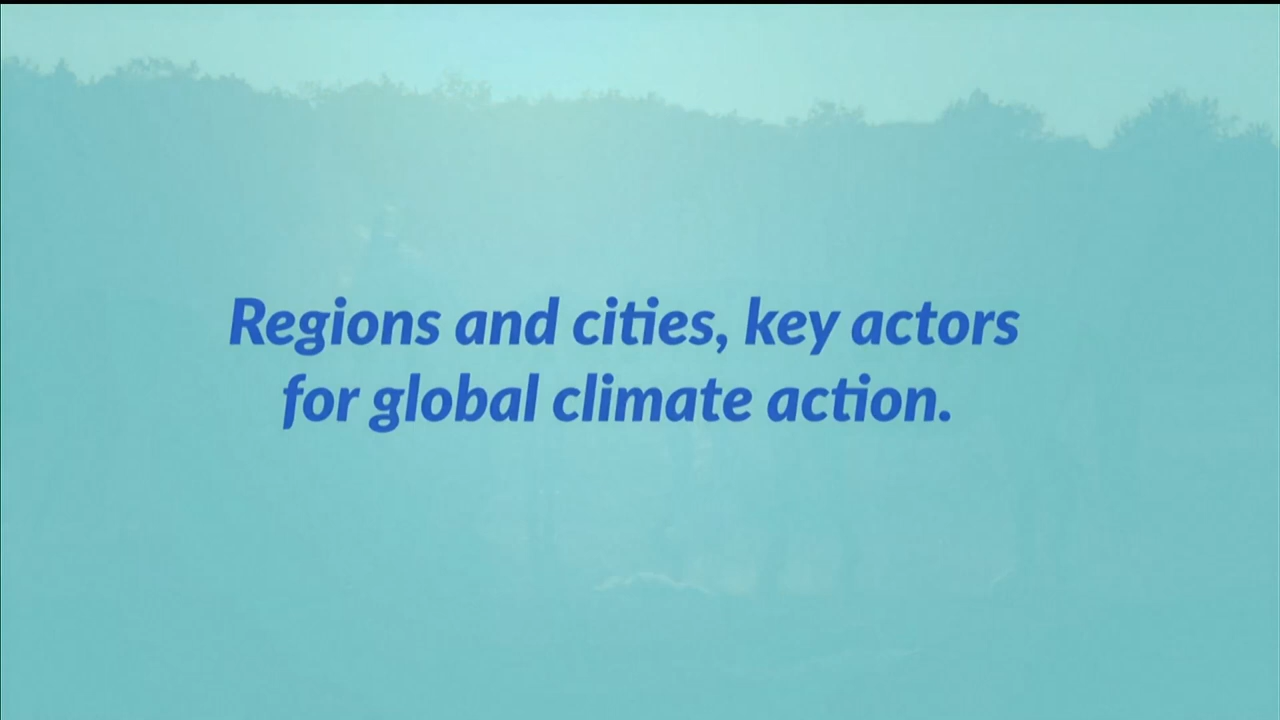 Regions and cities, key actors
for global climate action.